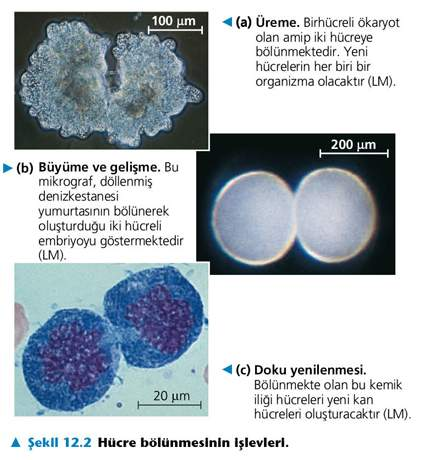 100 µm
◄ (a) Üreme. Birhücreli ökaryot
olan amip iki hücreye
bölünmektedir. Yeni
hücrelerin her biri bir
organizma olacaktır (LM).
200 µm
► (b) Büyüme ve gelişme. Bu
mikrograf, döllenmiş
denizkestanesi
yumurtasının bölünerek
oluşturduğu iki hücreli
embriyoyu göstermektedir
(LM).
20 µm
◄ (c) Doku yenilenmesi.
Bölünmekte olan bu kemik
iliği hücreleri yeni kan
hücreleri oluşturacaktır (LM).
▲ Şekil 12.2 Hücre bölünmesinin işlevleri.